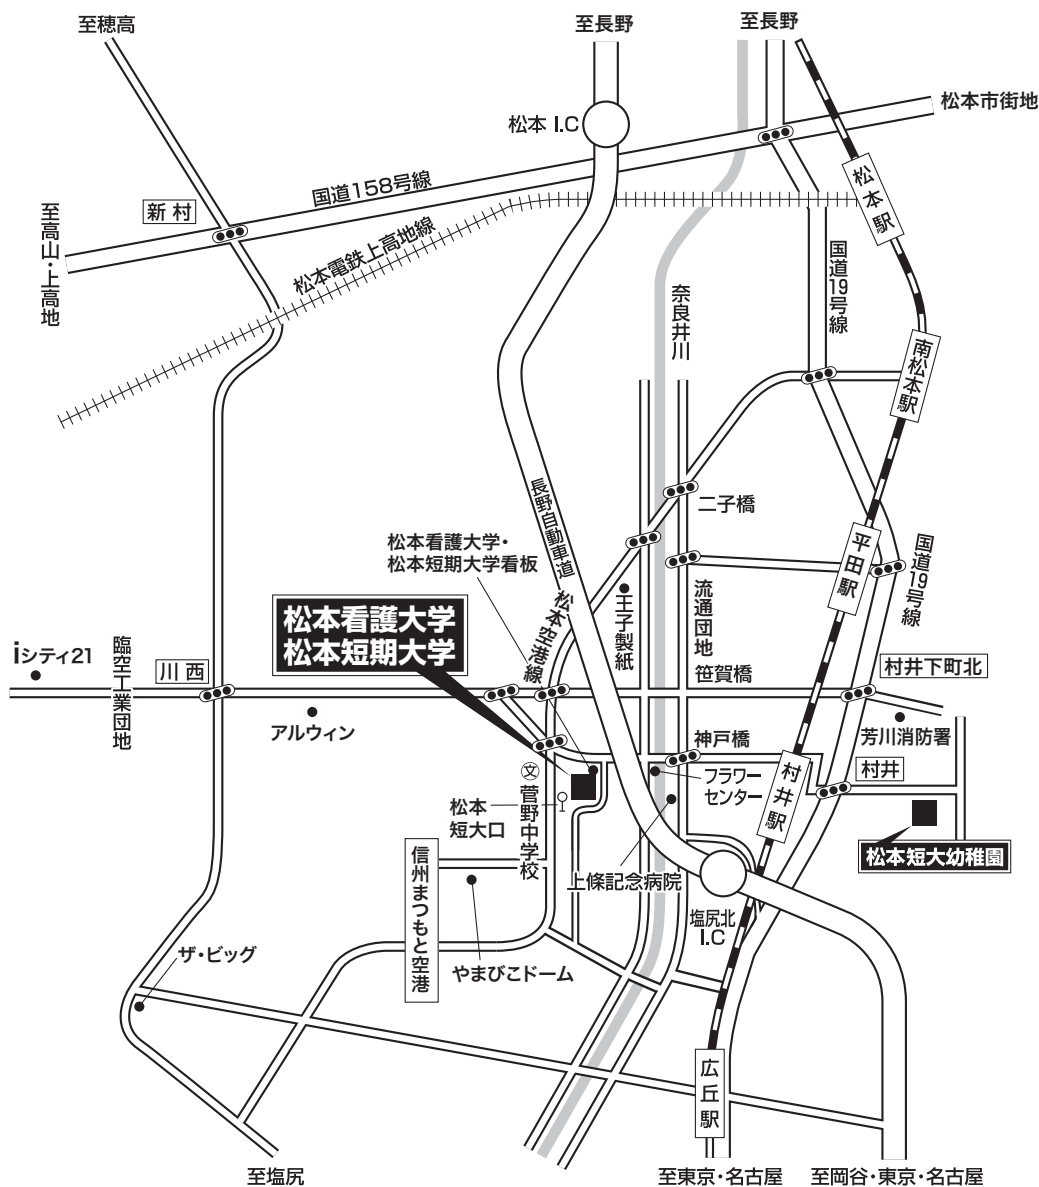 至穂高
至長野
至長野
松本市街地
松本 I.C
松本駅
国道158号線
新村
至高山・上高地
松本電鉄上高地線
国道19号線
奈良井川
南松本駅
長野自動車道
二子橋
平田駅
国道19号線
松本看護大学・
松本短期大学看板
松本空港線
王子製紙
流通団地
松本看護大学
松本短期大学
iシティ21
臨空工業団地
川西
笹賀橋
村井下町北
アルウィン
芳川消防署
神戸橋
村井
村井駅
フラワー
センター
文
菅野中学校
松本
短大口
松本短大幼稚園
信州まつもと空港
上條記念病院
塩尻北
I.C
ザ・ビッグ
やまびこドーム
広丘駅
至塩尻
至東京・名古屋
至岡谷・東京・名古屋